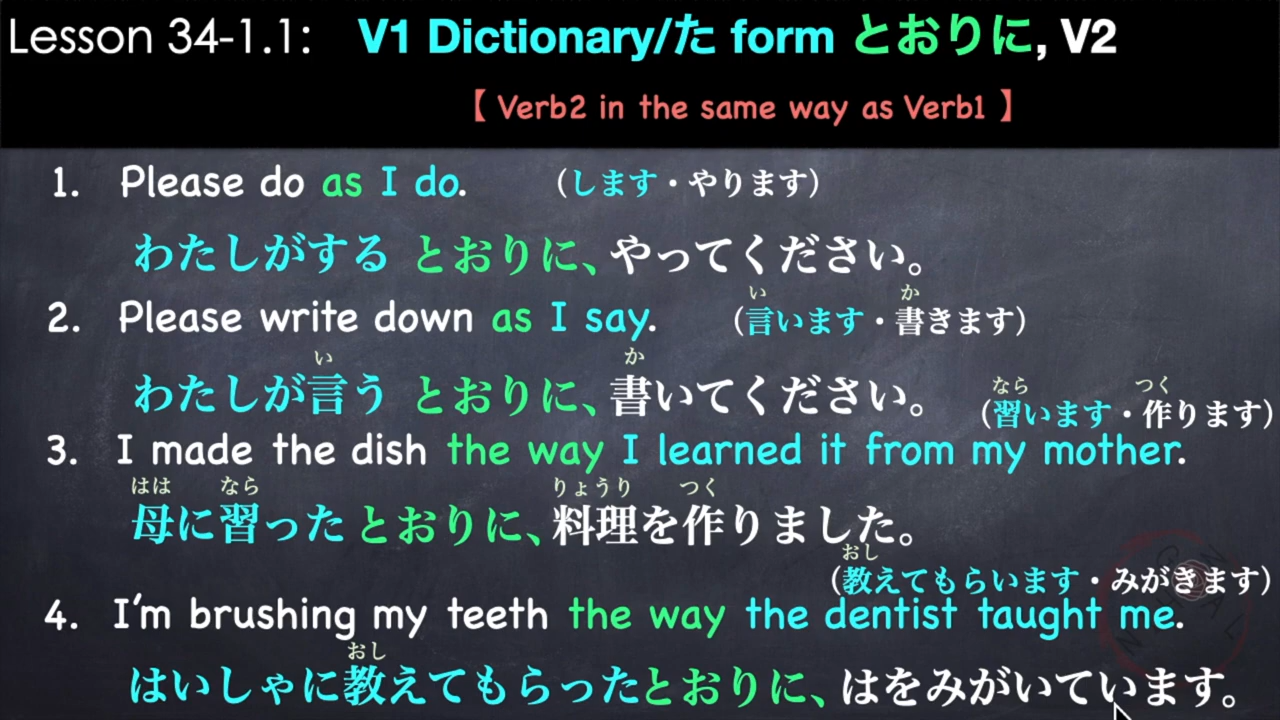 Lesson 34-1.1: V1 Dictionary/た form とおりに, V2
【 Verb2 in the same way as Verb1 】
1. Please do as I do. (します・やります)
わたしがする とおりに、やってください。
い か
2. Please write down as I say. (言います・書きます)
い か
わたしが言う とおりに、書いてください。
なら つく
(習います・作ります)
3. I made the dish the way I learned it from my mother.
はは なら りょうり つく
母に習った とおりに、料理を作りました。
おし
(教えてもらいます・みがきます)
4. I'm brushing my teeth the way the dentist taught me.
おし
はいしゃに教えてもらったとおりに、はをみがいています。